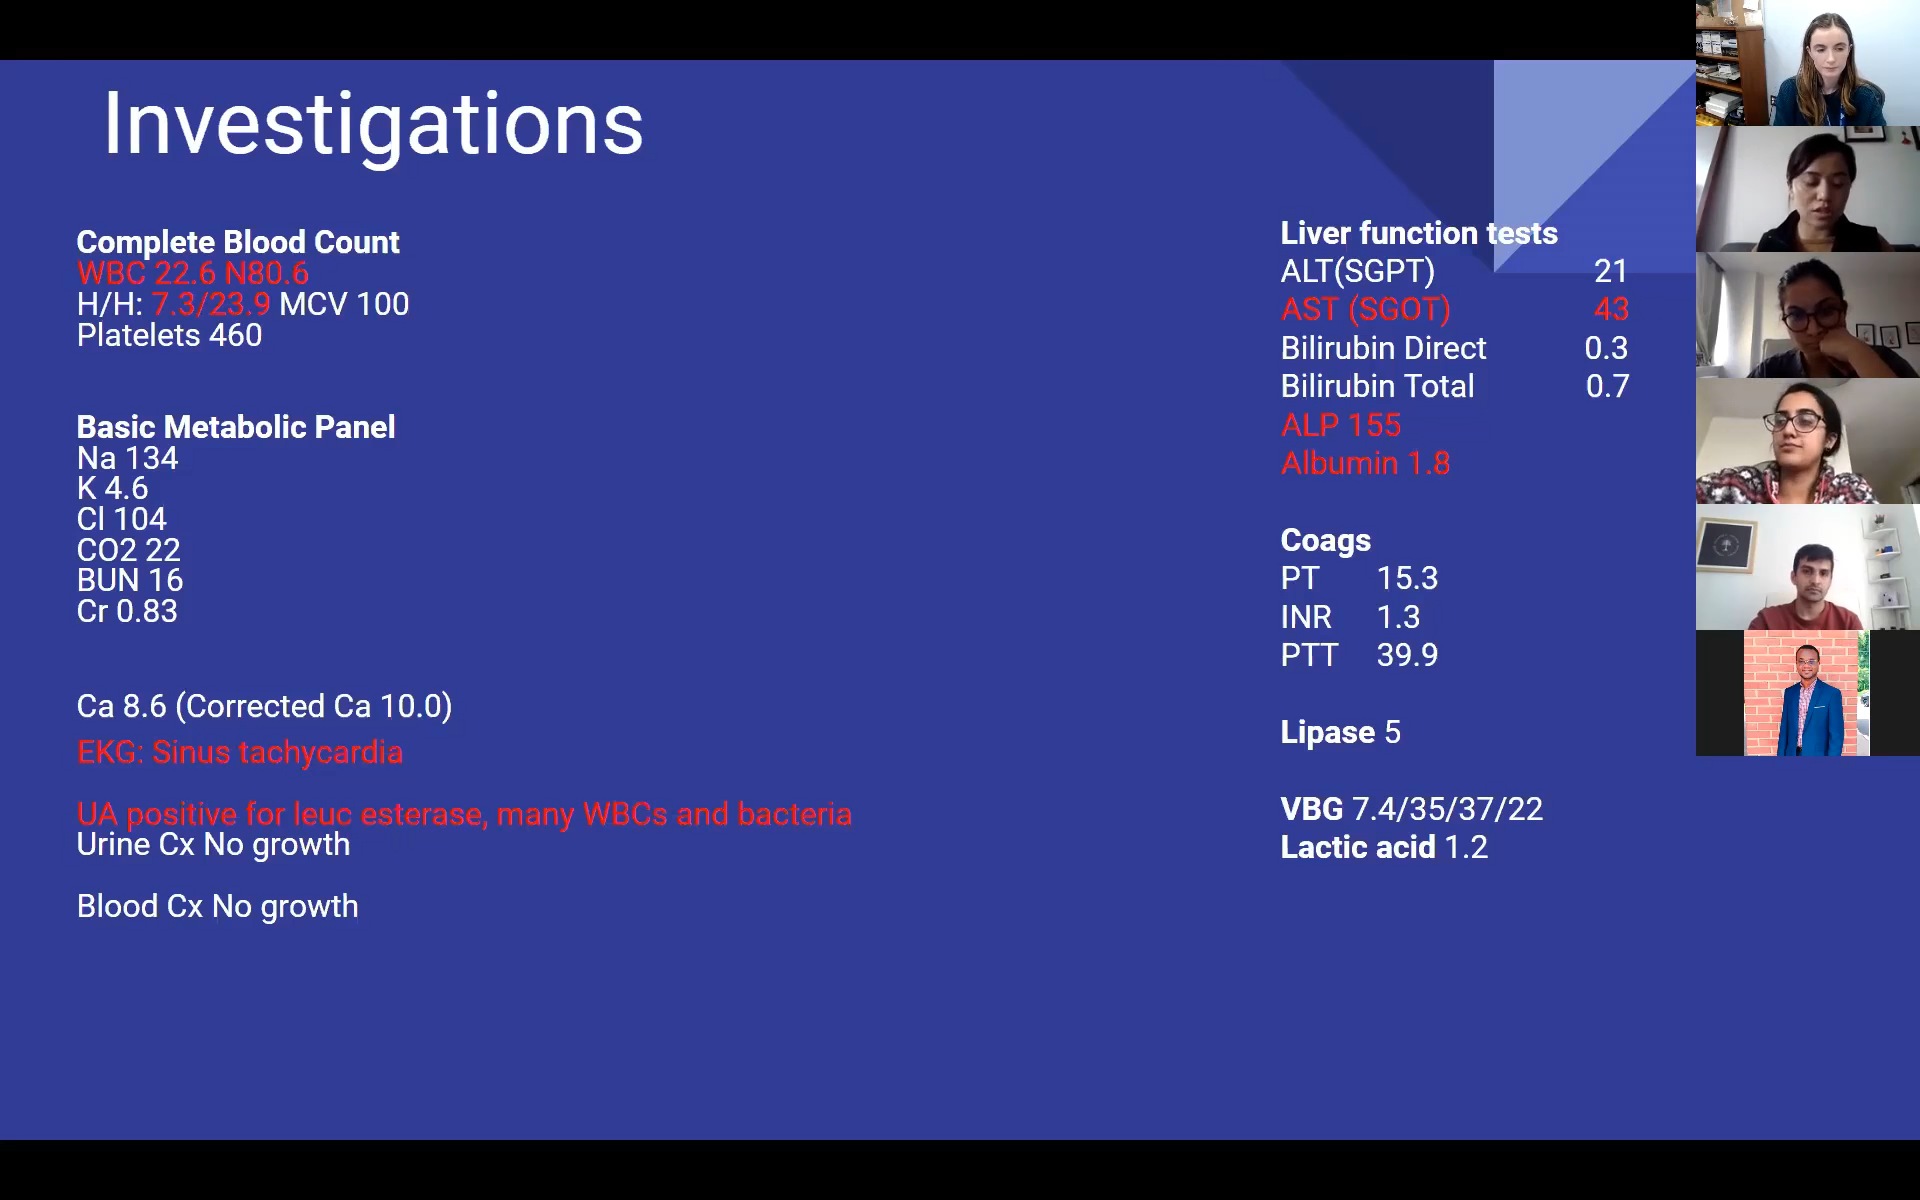 Investigations
Complete Blood Count
WBC 22.6 N80.6
H/H: 7.3/23.9 MCV 100
Platelets 460
Basic Metabolic Panel
Na 134
K 4.6
Cl 104
CO2 22
BUN 16
Cr 0.83
Ca 8.6 (Corrected Ca 10.0)
EKG: Sinus tachycardia
UA positive for leuc esterase, many WBCs and bacteria
Urine Cx No growth
Blood Cx No growth
Liver function tests
ALT(SGPT) 21
AST (SGOT) 43
Bilirubin Direct 0.3
Bilirubin Total 0.7
ALP 155
Albumin 1.8
Coags
PT 15.3
INR 1.3
PTT 39.9
Lipase 5
VBG 7.4/35/37/22
Lactic acid 1.2